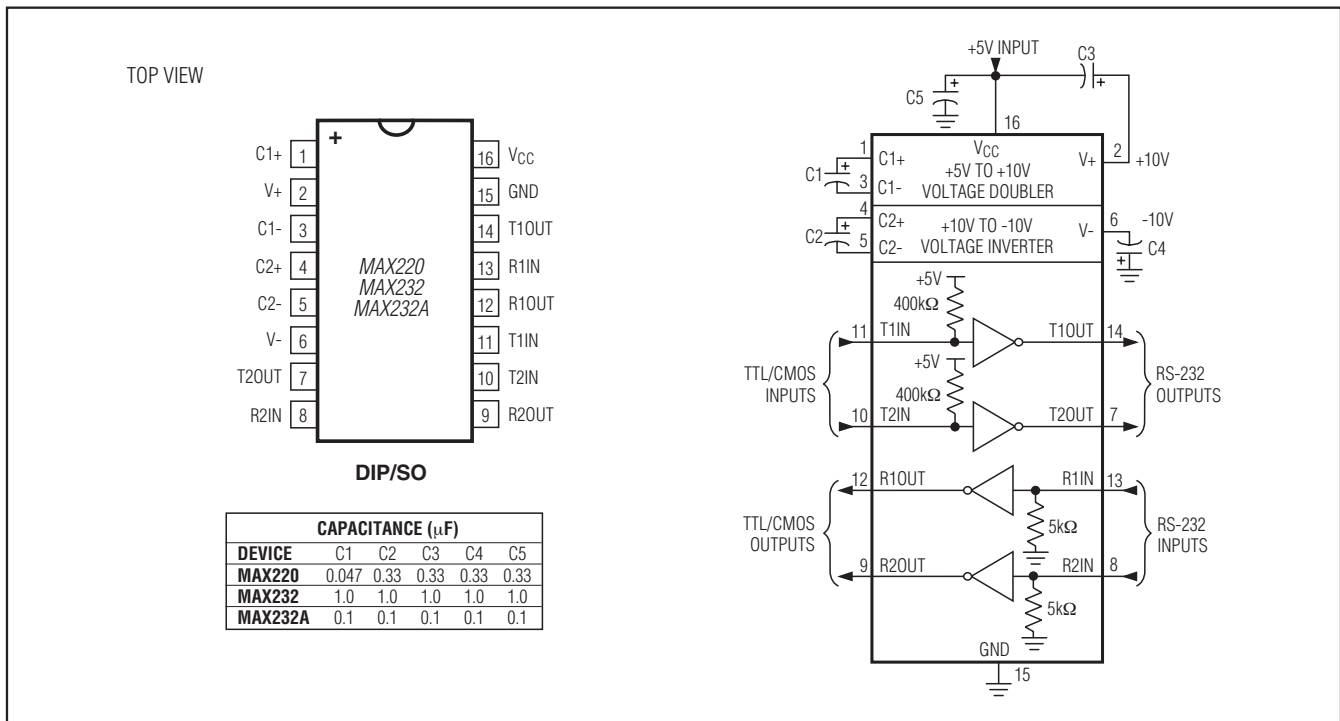 TOP VIEW
+
C1+ 1
V+ 2
C1- 3
C2+ 4
C2- 5
V- 6
T2OUT 7
R2IN 8
16 VCC
15 GND
14 T1OUT
13 R1IN
12 R1OUT
11 T1IN
10 T2IN
9 R2OUT
MAX220
MAX232
MAX232A
DIP/SO
CAPACITANCE (µF)
DEVICE C1 C2 C3 C4 C5
MAX220 0.047 0.33 0.33 0.33 0.33
MAX232 1.0 1.0 1.0 1.0 1.0
MAX232A 0.1 0.1 0.1 0.1 0.1
+5V INPUT
C3
+
C5
+
16
1
C1+
C1
+
3
C1-
VCC
+5V TO +10V
VOLTAGE DOUBLER
V+
2
+10V
4
C2+
C2
+
5
C2-
+10V TO -10V
VOLTAGE INVERTER
V-
6
-10V
C4
+
+5V
400kΩ
11 T1IN
T1OUT 14
+5V
400kΩ
10 T2IN
T2OUT 7
TTL/CMOS
INPUTS
RS-232
OUTPUTS
12 R1OUT
R1IN 13
5kΩ
9 R2OUT
R2IN 8
5kΩ
TTL/CMOS
OUTPUTS
RS-232
INPUTS
GND
15